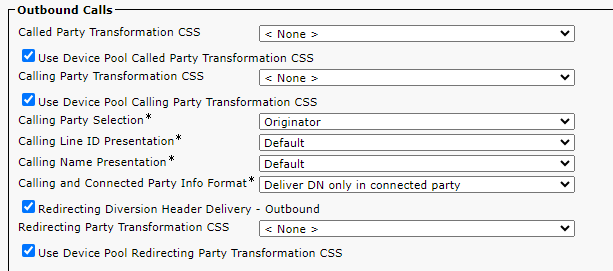 Outbound Calls
Called Party Transformation CSS < None >
Use Device Pool Called Party Transformation CSS
Calling Party Transformation CSS < None >
Use Device Pool Calling Party Transformation CSS
Calling Party Selection* Originator
Calling Line ID Presentation* Default
Calling Name Presentation* Default
Calling and Connected Party Info Format* Deliver DN only in connected party
Redirecting Diversion Header Delivery - Outbound
Redirecting Party Transformation CSS < None >
Use Device Pool Redirecting Party Transformation CSS